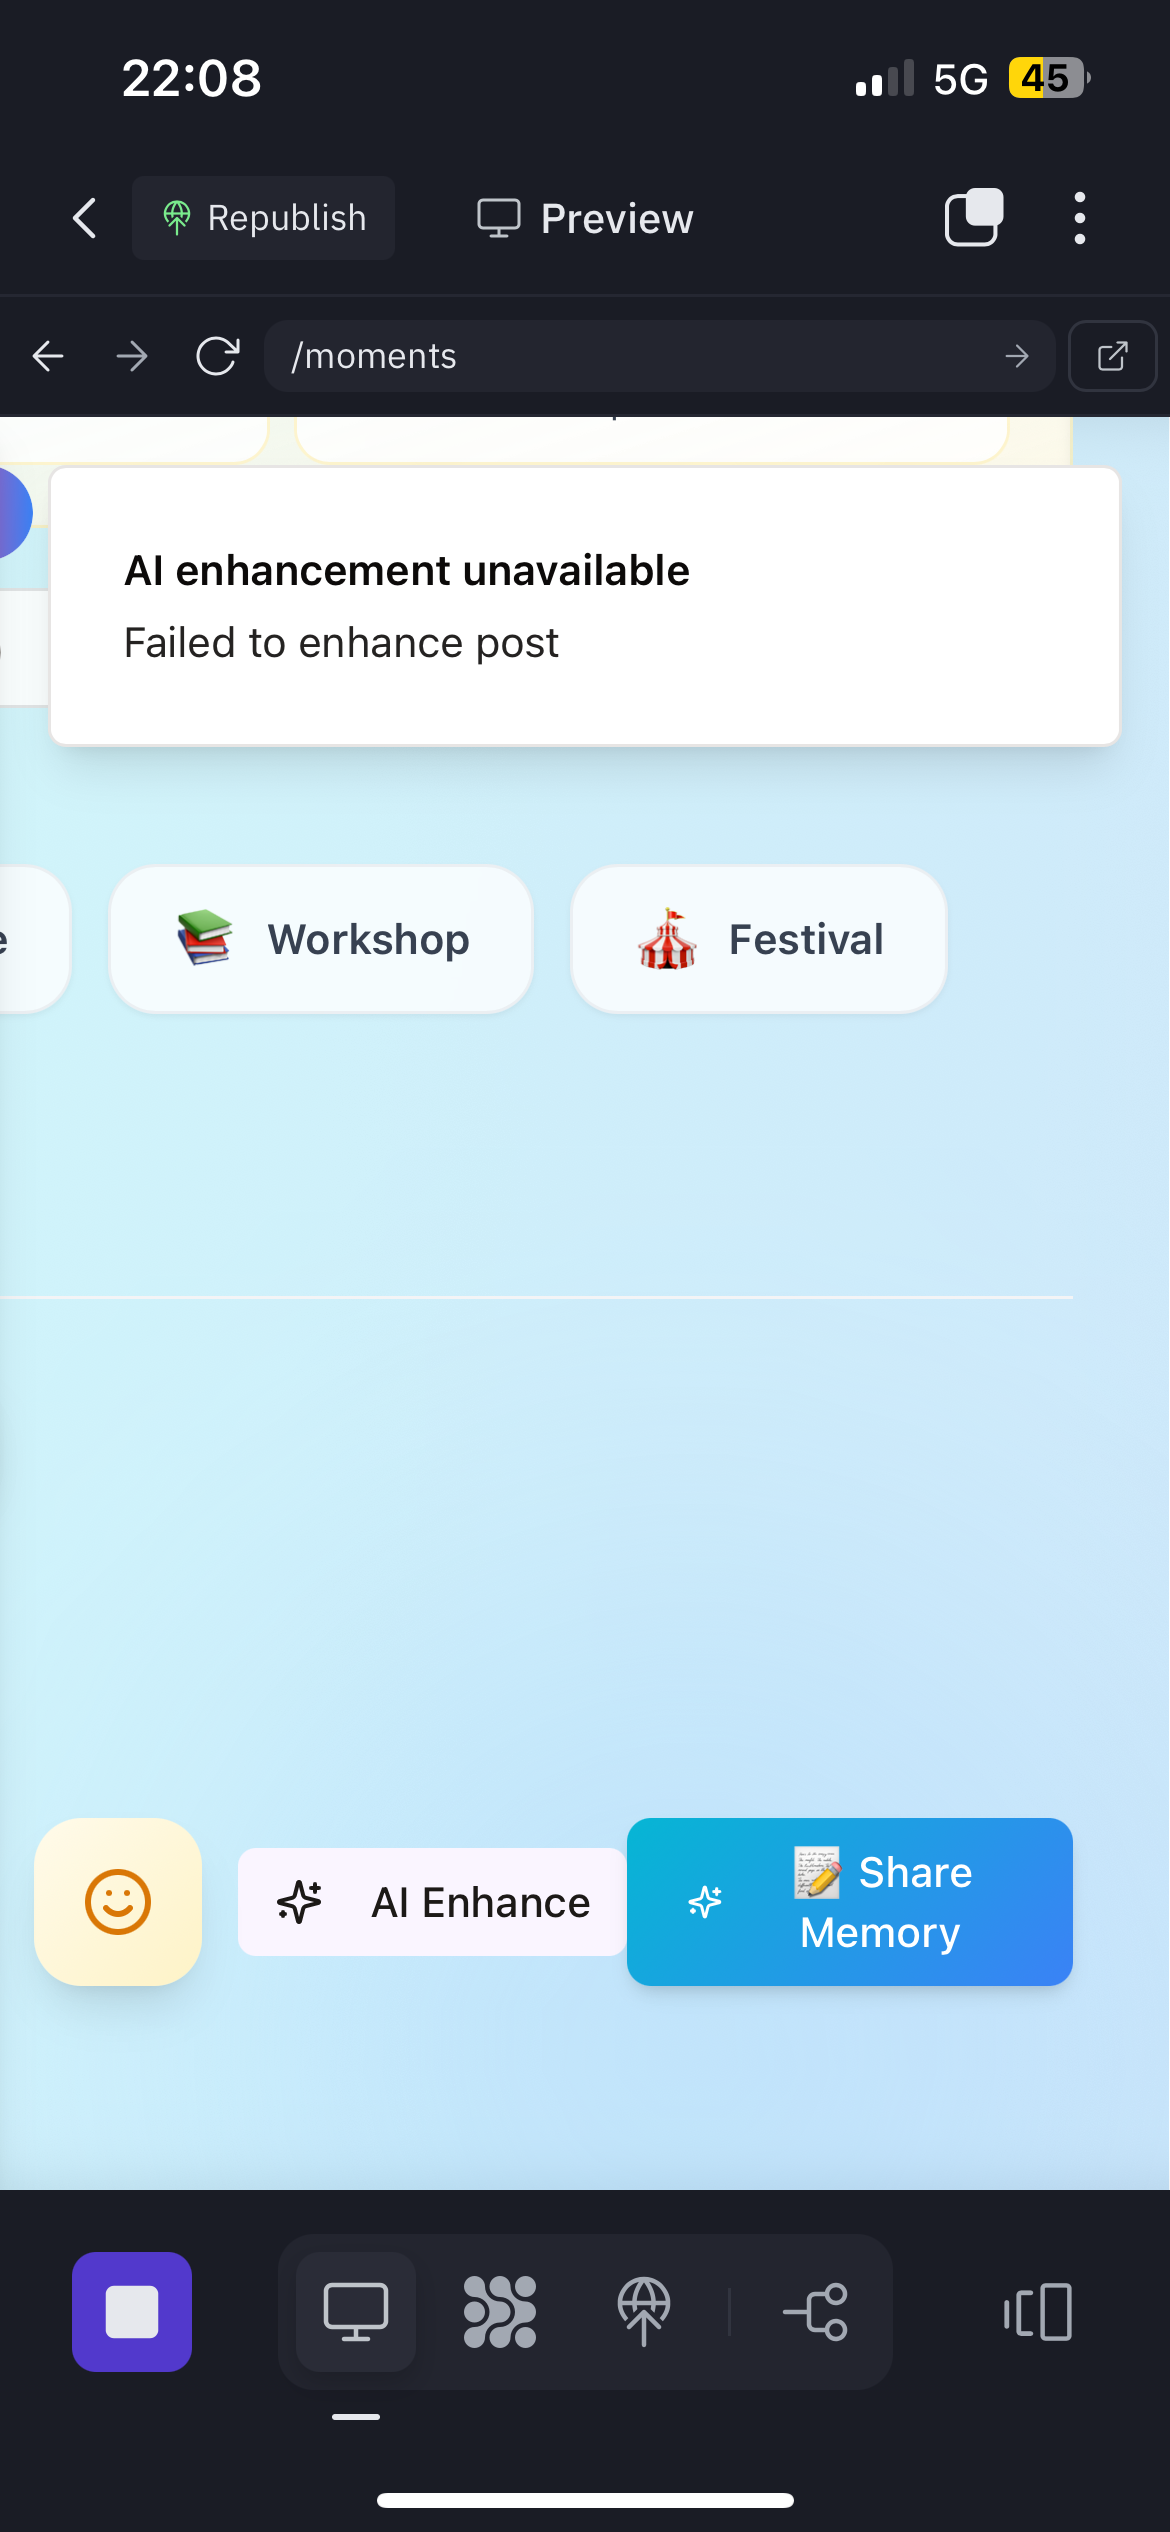 22:08
5G
45
Republish
Preview
/moments
AI enhancement unavailable
Failed to enhance post
Workshop
Festival
AI Enhance
📝 Share
Memory